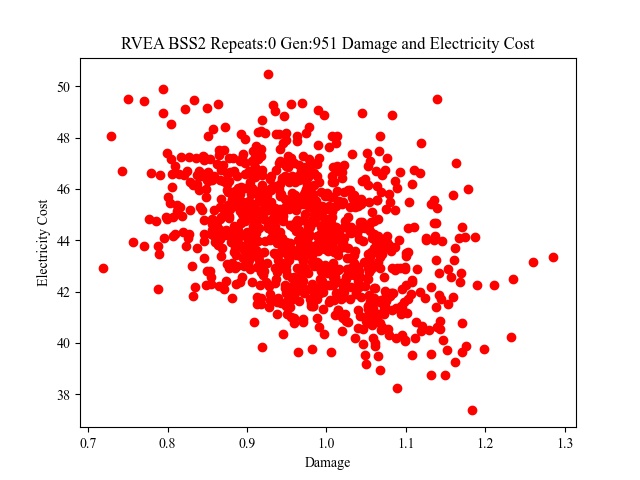 RVEA BSS2 Repeats:0 Gen:951 Damage and Electricity Cost
50
48
46
44
42
40
38
Electricity Cost
0.7 0.8 0.9 1.0 1.1 1.2 1.3
Damage